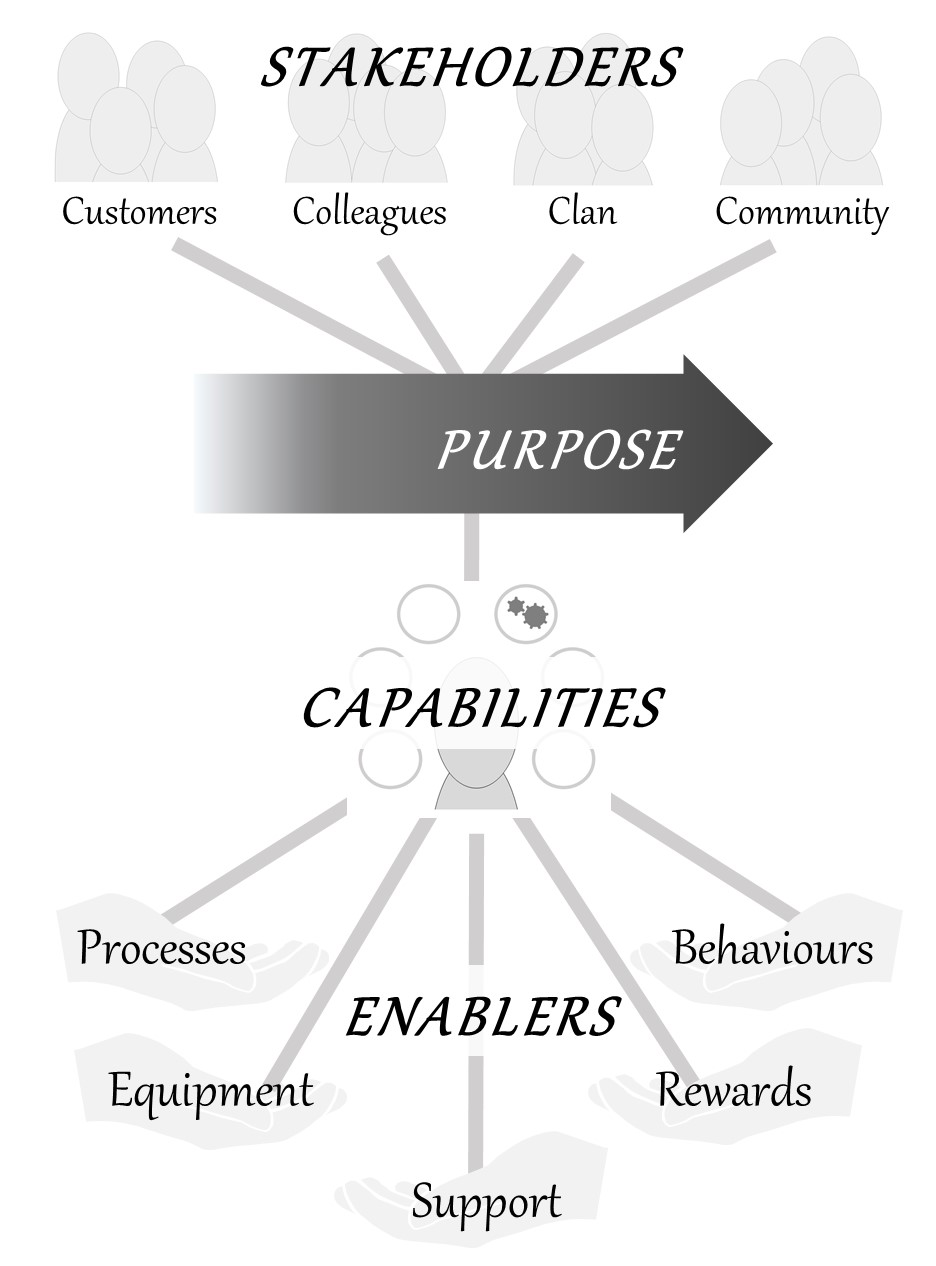 STAKEHOLDERS
Customers Colleagues Clan Community
PURPOSE
CAPABILITIES
Processes Behaviours
ENABLERS
Equipment Rewards
Support